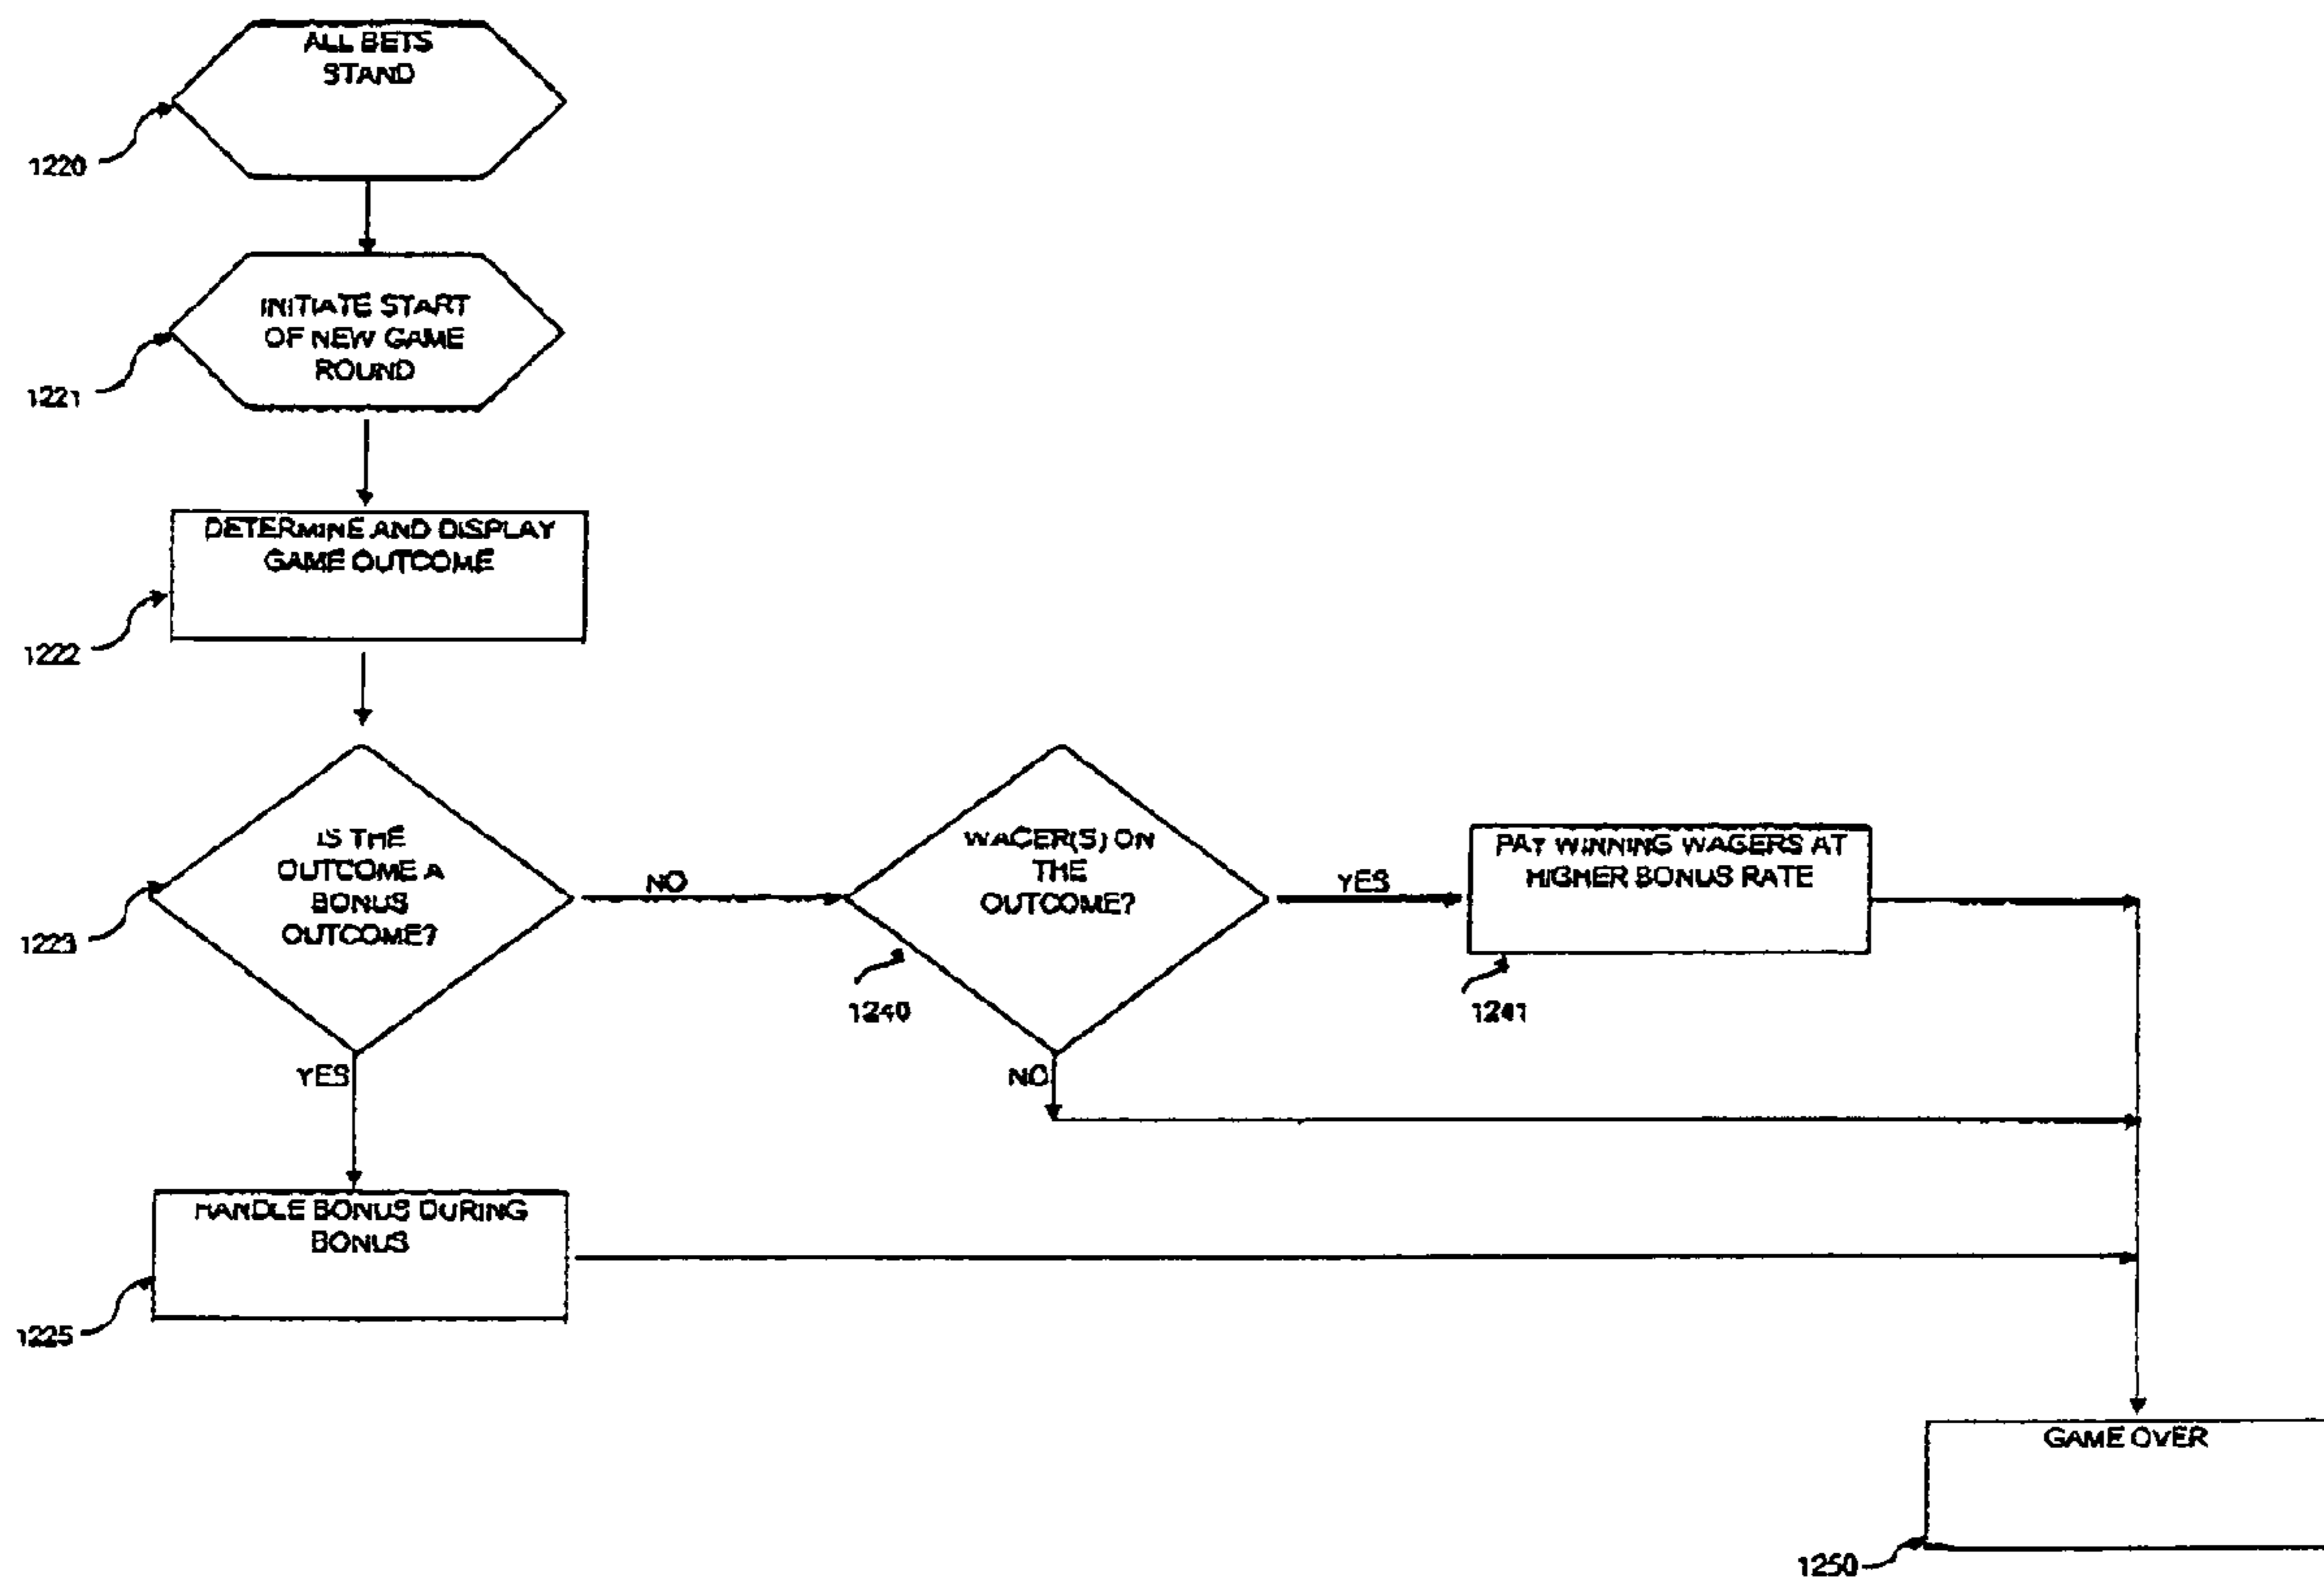 ALL BETS
STAND
1220
INITIATE START
OF NEW GAME
ROUND
1221
DETERMINE AND DISPLAY
GAME OUTCOME
1222
IS THE
OUTCOME A
BONUS
OUTCOME?
1223
NO
WAGER(S) ON
THE
OUTCOME?
1240
YES
PAY WINNING WAGERS AT
HIGHER BONUS RATE
1241
YES
NO
HANDLE BONUS DURING
BONUS
1225
GAME OVER
1250